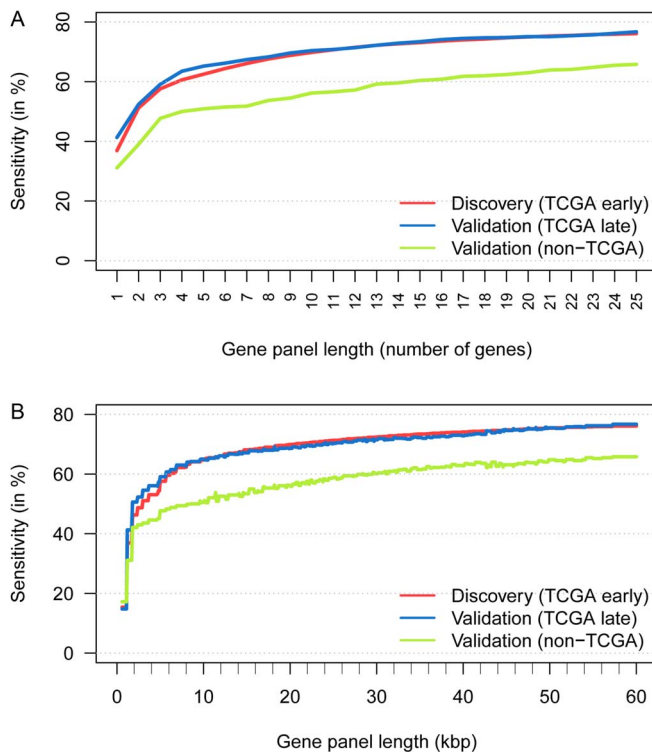 A
Sensitivity (in %)
80
60
40
20
0
Discovery (TCGA early)
Validation (TCGA late)
Validation (non−TCGA)
1 2 3 4 5 6 7 8 9 10 11 12 13 14 15 16 17 18 19 20 21 22 23 24 25
Gene panel length (number of genes)
B
Sensitivity (in %)
80
60
40
20
0
Discovery (TCGA early)
Validation (TCGA late)
Validation (non−TCGA)
0 10 20 30 40 50 60
Gene panel length (kbp)